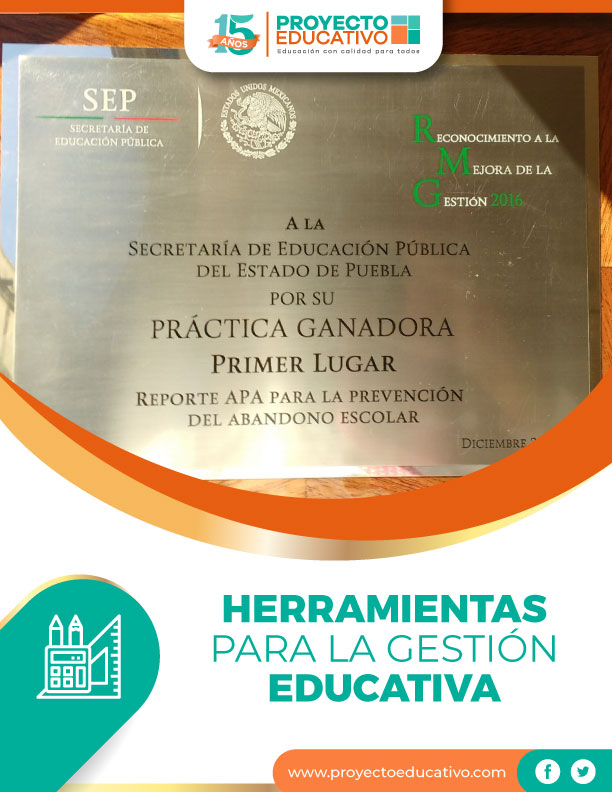 15
AÑOS
PROYECTO
EDUCATIVO
Educación con calidad para todos
SEP
SECRETARÍA DE
EDUCACIÓN PÚBLICA
ESTADOS UNIDOS MEXICANOS
RECONOCIMIENTO A LA
MEJORA DE LA
GESTIÓN 2016
A LA
SECRETARÍA DE EDUCACIÓN PÚBLICA
DEL ESTADO DE PUEBLA
POR SU
PRÁCTICA GANADORA
PRIMER LUGAR
REPORTE APA PARA LA PREVENCIÓN
DEL ABANDONO ESCOLAR
DICIEMBRE
HERRAMIENTAS
PARA LA GESTIÓN
EDUCATIVA
www.proyectoeducativo.com